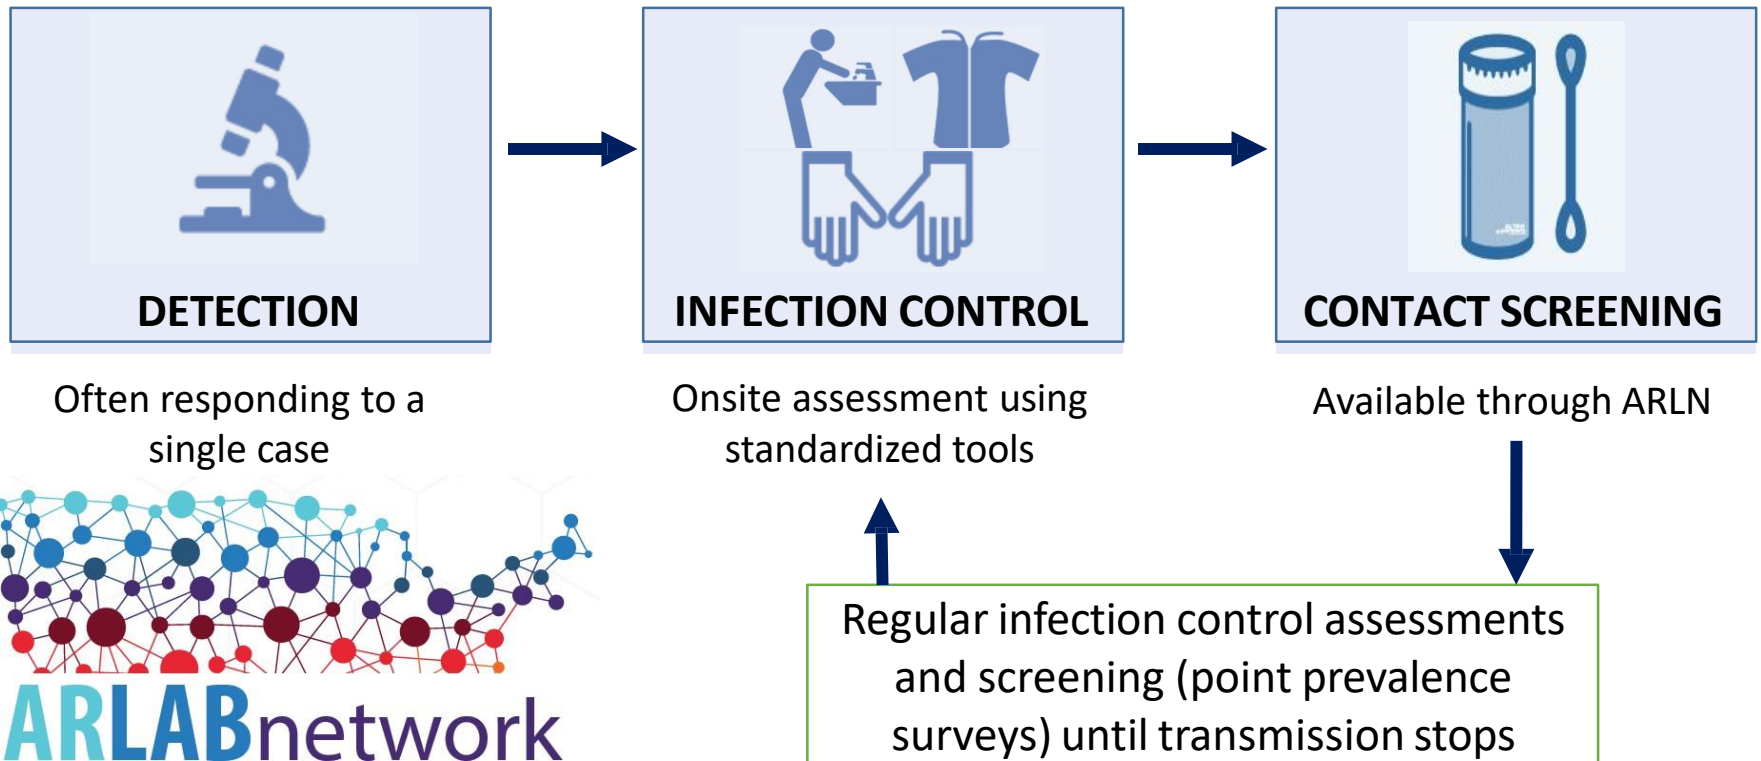 DETECTION
Often responding to a
single case
INFECTION CONTROL
Onsite assessment using
standardized tools
CONTACT SCREENING
Available through ARLN
Regular infection control assessments
and screening (point prevalence
surveys) until transmission stops
ARLABnetwork